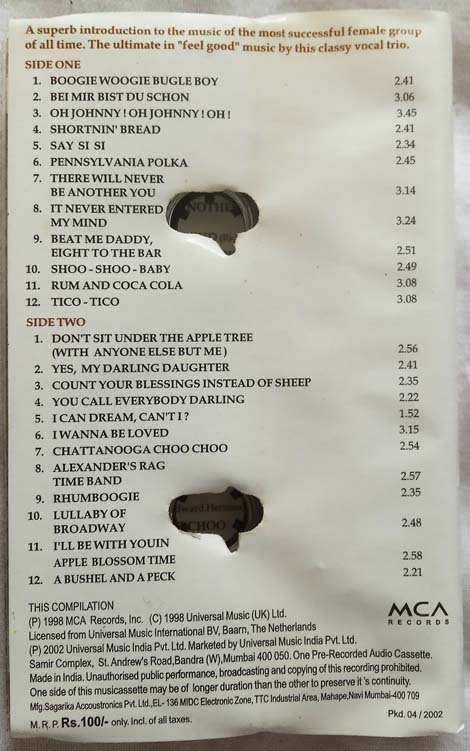 A superb introduction to the music of the most successful female group
of all time. The ultimate in "feel good" music by this classy vocal trio.
SIDE ONE
1. BOOGIE WOOGIE BUGLE BOY 2.41
2. BEI MIR BIST DU SCHON 3.06
3. OH JOHNNY ! OH JOHNNY ! OH ! 3.45
4. SHORTNIN' BREAD 2.41
5. SAY SI SI 2.34
6. PENNSYLVANIA POLKA 2.45
7. THERE WILL NEVER
BE ANOTHER YOU 3.14
8. IT NEVER ENTERED
MY MIND 3.24
9. BEAT ME DADDY,
EIGHT TO THE BAR 2.51
10. SHOO - SHOO - BABY 2.49
11. RUM AND COCA COLA 3.08
12. TICO - TICO 3.08
SIDE TWO
1. DON'T SIT UNDER THE APPLE TREE
(WITH ANYONE ELSE BUT ME ) 2.56
2. YES, MY DARLING DAUGHTER 2.41
3. COUNT YOUR BLESSINGS INSTEAD OF SHEEP 2.35
4. YOU CALL EVERYBODY DARLING 2.22
5. I CAN DREAM, CAN'T I ? 1.52
6. I WANNA BE LOVED 3.15
7. CHATTANOOGA CHOO CHOO 2.54
8. ALEXANDER'S RAG
TIME BAND 2.57
9. RHUMBOOGIE 2.35
10. LULLABY OF
BROADWAY 2.48
CHOO
11. I'LL BE WITH YOUIN
APPLE BLOSSOM TIME 2.58
12. A BUSHEL AND A PECK 2.21
THIS COMPILATION
(P) 1998 MCA Records, Inc. (C) 1998 Universal Music (UK) Ltd.
MCA
RECORDS
Licensed from Universal Music International BV, Baarn, The Netherlands
(P) 2002 Universal Music India Pvt. Ltd. Marketed by Universal Music India Pvt. Ltd.
Samir Complex, St. Andrew's Road,Bandra (W),Mumbai 400 050. One Pre-Recorded Audio Cassette.
Made in India. Unauthorised public performance, broadcasting and copying of this recording prohibited.
One side of this musicassette may be of longer duration than the other to preserve it's continuity.
Mfg.Sagarika Accoustronics Pvt. Ltd.,EL- 136 MIDC Electronic Zone, TTC Industrial Area, Mahape,Navi Mumbai-400 709
M. R. P. Rs.100/- only. Incl. of all taxes. Pkd. 04 / 2002